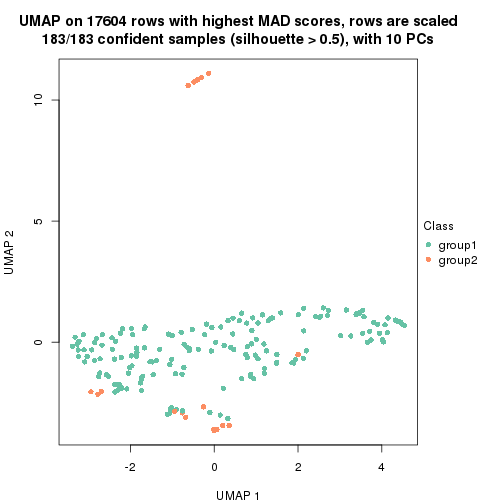 UMAP on 17604 rows with highest MAD scores, rows are scaled
183/183 confident samples (silhouette > 0.5), with 10 PCs
10
5
0
UMAP 2
-2
0
2
4
UMAP 1
Class
group1
group2